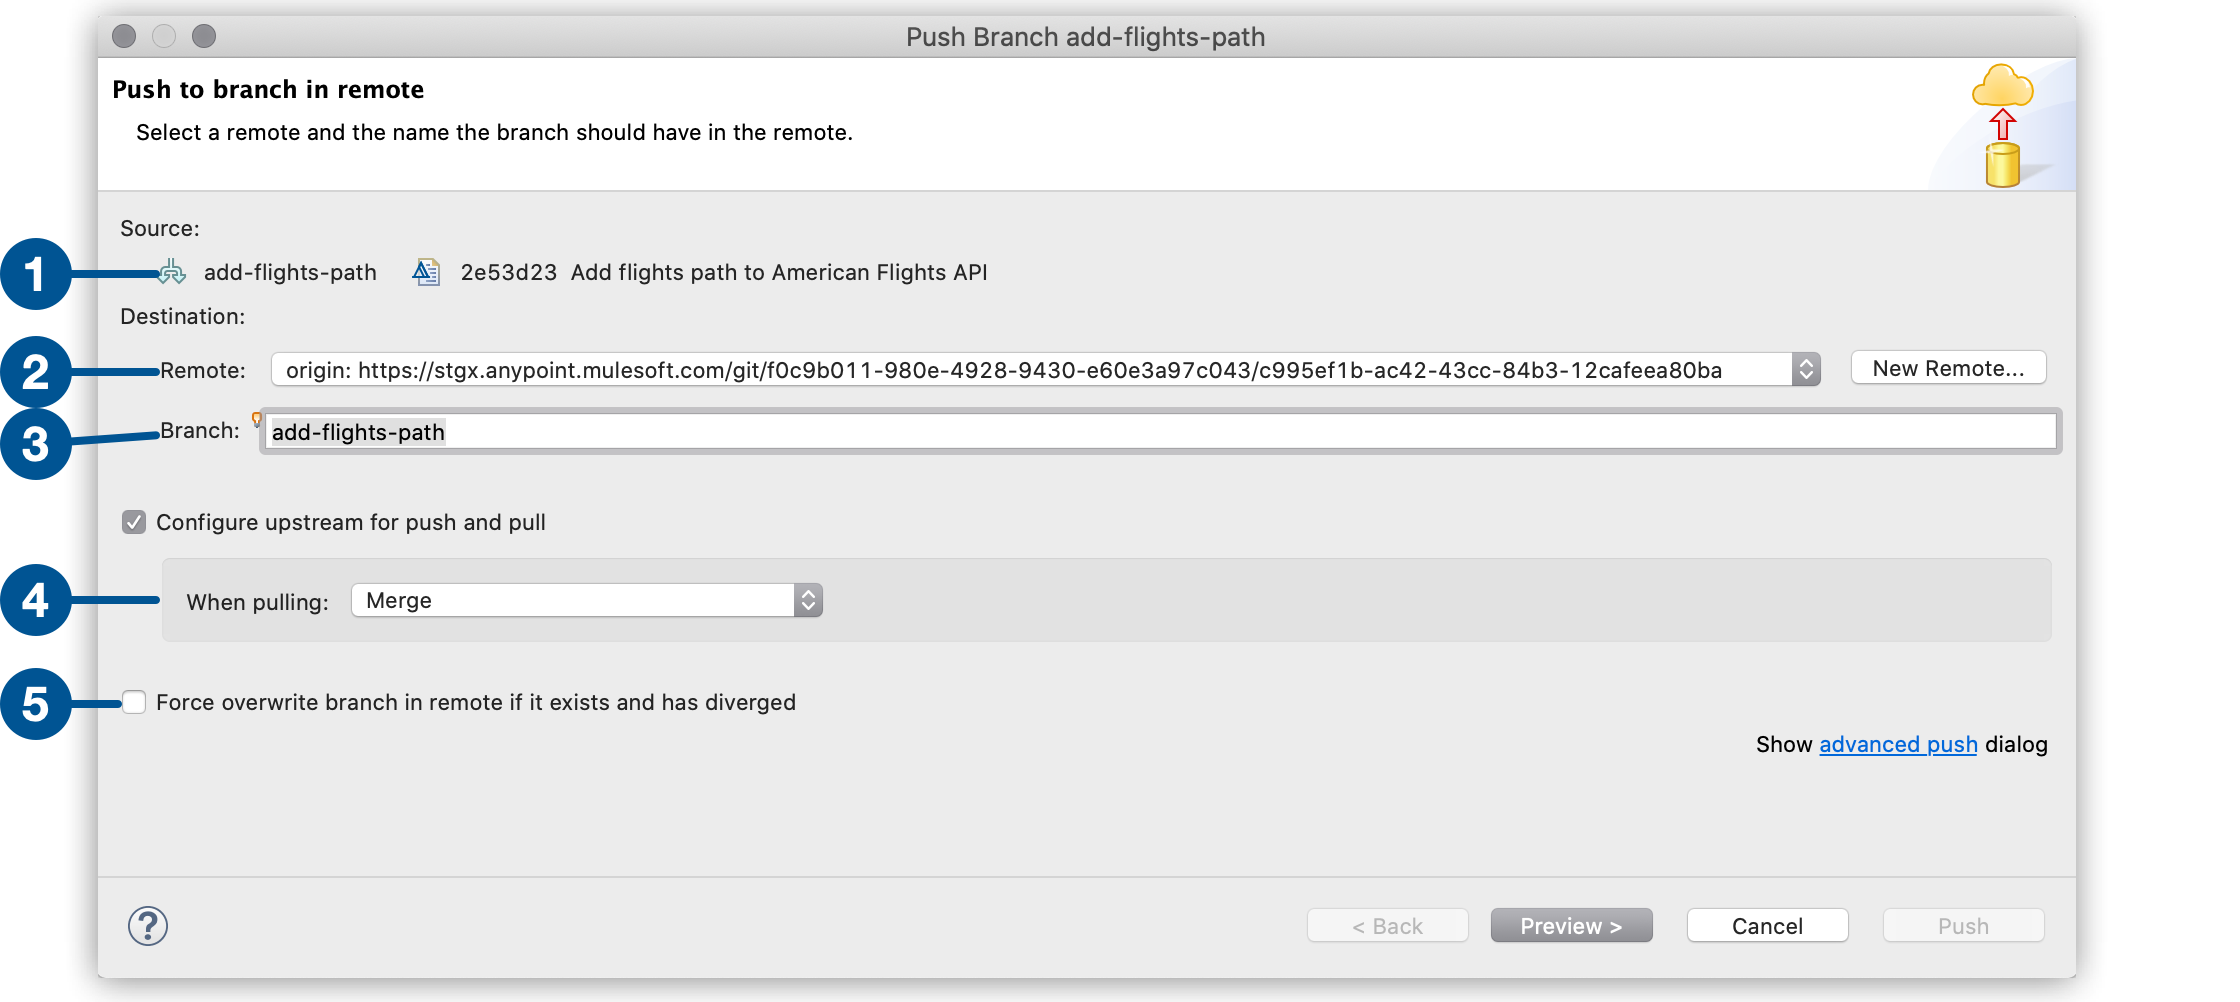 Push Branch add-flights-path
Push to branch in remote
Select a remote and the name the branch should have in the remote.
Source:
1 add-flights-path 2e53d23 Add flights path to American Flights API
Destination:
2 Remote: origin: https://stgx.anypoint.mulesoft.com/git/f0c9b011-980e-4928-9430-e60e3a97c043/c995ef1b-ac42-43cc-84b3-12cafeea80ba New Remote...
3 Branch: add-flights-path
Configure upstream for push and pull
4 When pulling: Merge
5 Force overwrite branch in remote if it exists and has diverged
Show advanced push dialog
? < Back Preview > Cancel Push